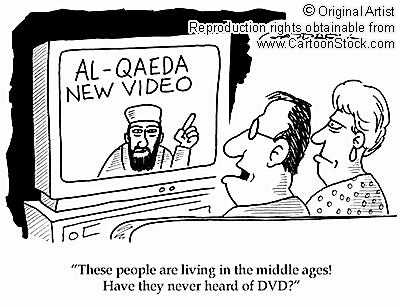 © Original Artist
Reproduction rights obtainable from
www.CartoonStock.com
AL-QAEDA
NEW VIDEO
"These people are living in the middle ages!
Have they never heard of DVD?"